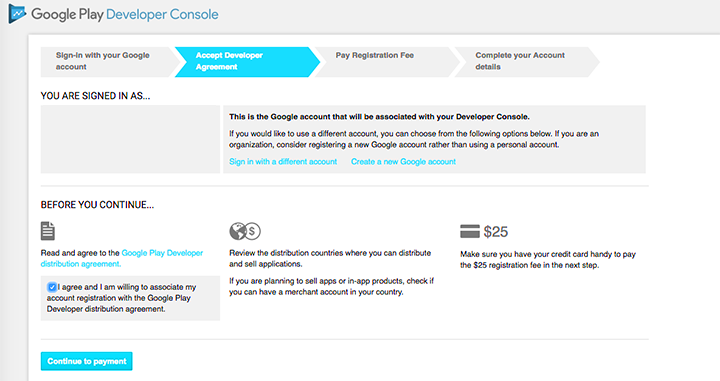 Google Play Developer Console
Sign-in with your Google
account
Accept Developer
Agreement
Pay Registration Fee
Complete your Account
details
YOU ARE SIGNED IN AS...
This is the Google account that will be associated with your Developer Console.
If you would like to use a different account, you can choose from the following options below. If you are an
organization, consider registering a new Google account rather than using a personal account.
Sign in with a different account Create a new Google account
BEFORE YOU CONTINUE...
Read and agree to the Google Play Developer
distribution agreement.
I agree and I am willing to associate my
account registration with the Google Play
Developer distribution agreement.
$
Review the distribution countries where you can distribute
and sell applications.
If you are planning to sell apps or in-app products, check if
you can have a merchant account in your country.
$25
Make sure you have your credit card handy to pay
the $25 registration fee in the next step.
Continue to payment